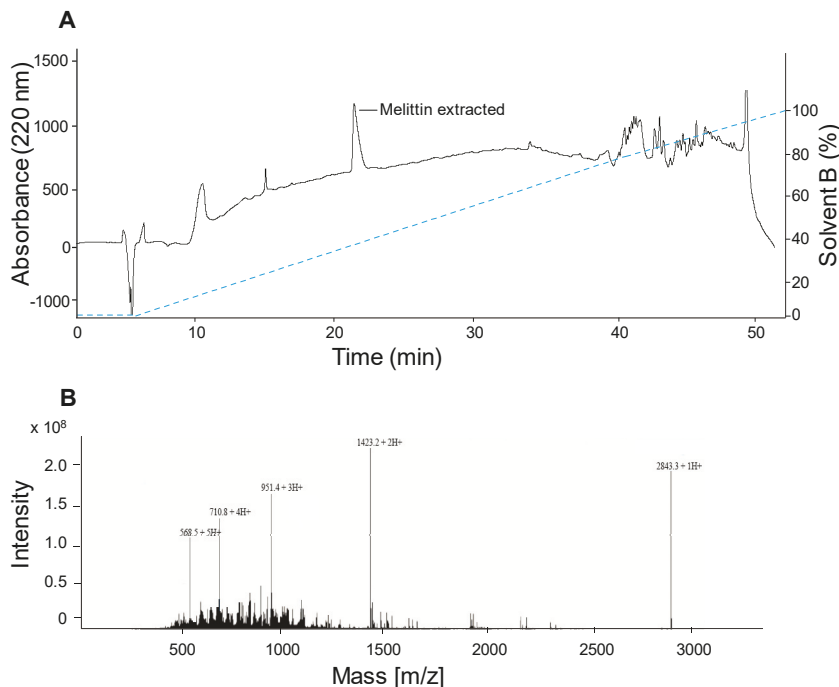 A
1500
1000
500
0
-1000
Absorbance (220 nm)
Melittin extracted
100
80
60
40
20
0
Solvent B (%)
0 10 20 30 40 50
Time (min)
B
x 10⁸
2.0
1.5
1.0
0.5
0
Intensity
568.5 + 5H+
710.8 + 4H+
951.4 + 3H+
1423.2 + 2H+
2843.3 + 1H+
500 1000 1500 2000 2500 3000
Mass [m/z]